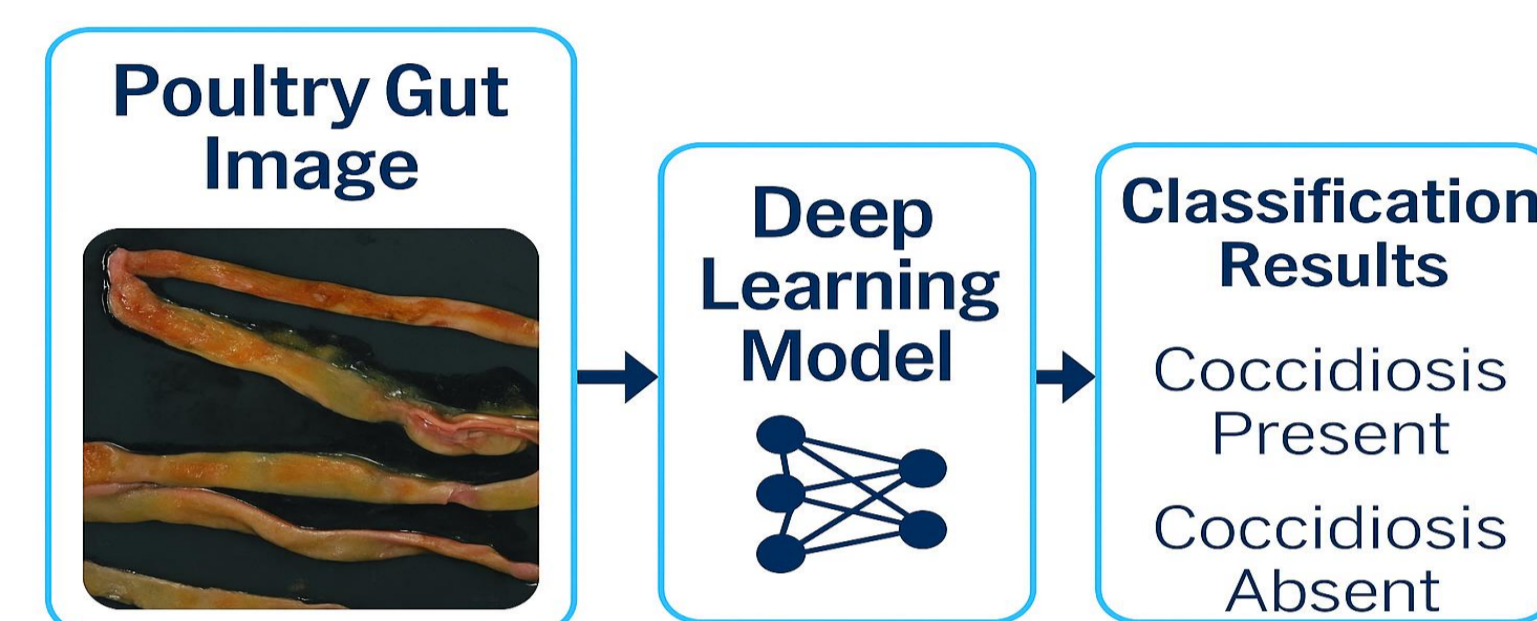 Poultry Gut
Image
Deep
Learning
Model
Classification
Results
Coccidiosis
Present
Coccidiosis
Absent